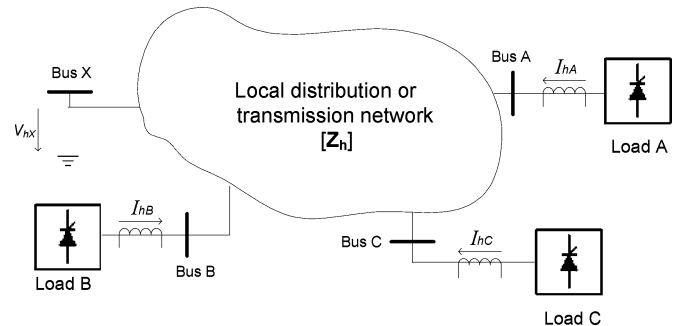 Bus A
I_hA
Load A
Bus X
V_hX
Local distribution or
transmission network
[Z_h]
I_hB
Bus B
Load B
Bus C
I_hC
Load C